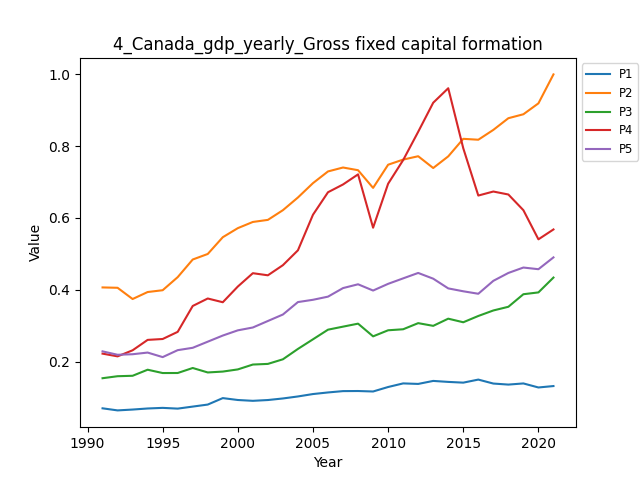 4_Canada_gdp_yearly_Gross fixed capital formation
P1
P2
P3
P4
P5
1.0
0.8
0.6
0.4
0.2
Value
1990 1995 2000 2005 2010 2015 2020
Year